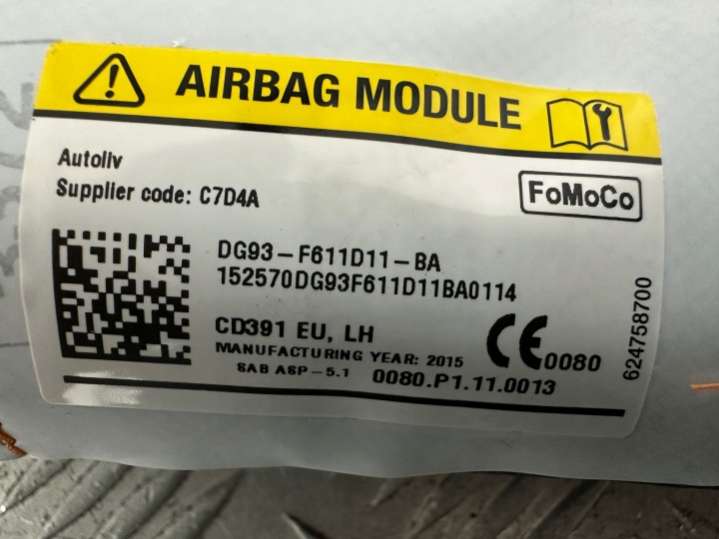 AIRBAG MODULE
Autoliv
Supplier code: C7D4A
FoMoCo
DG93-F611D11-BA
152570DG93F611D11BA0114
CD391 EU, LH
MANUFACTURING YEAR: 2015
SAB ASP-5.1 0080.P1.11.0013
CE 0080
624758700